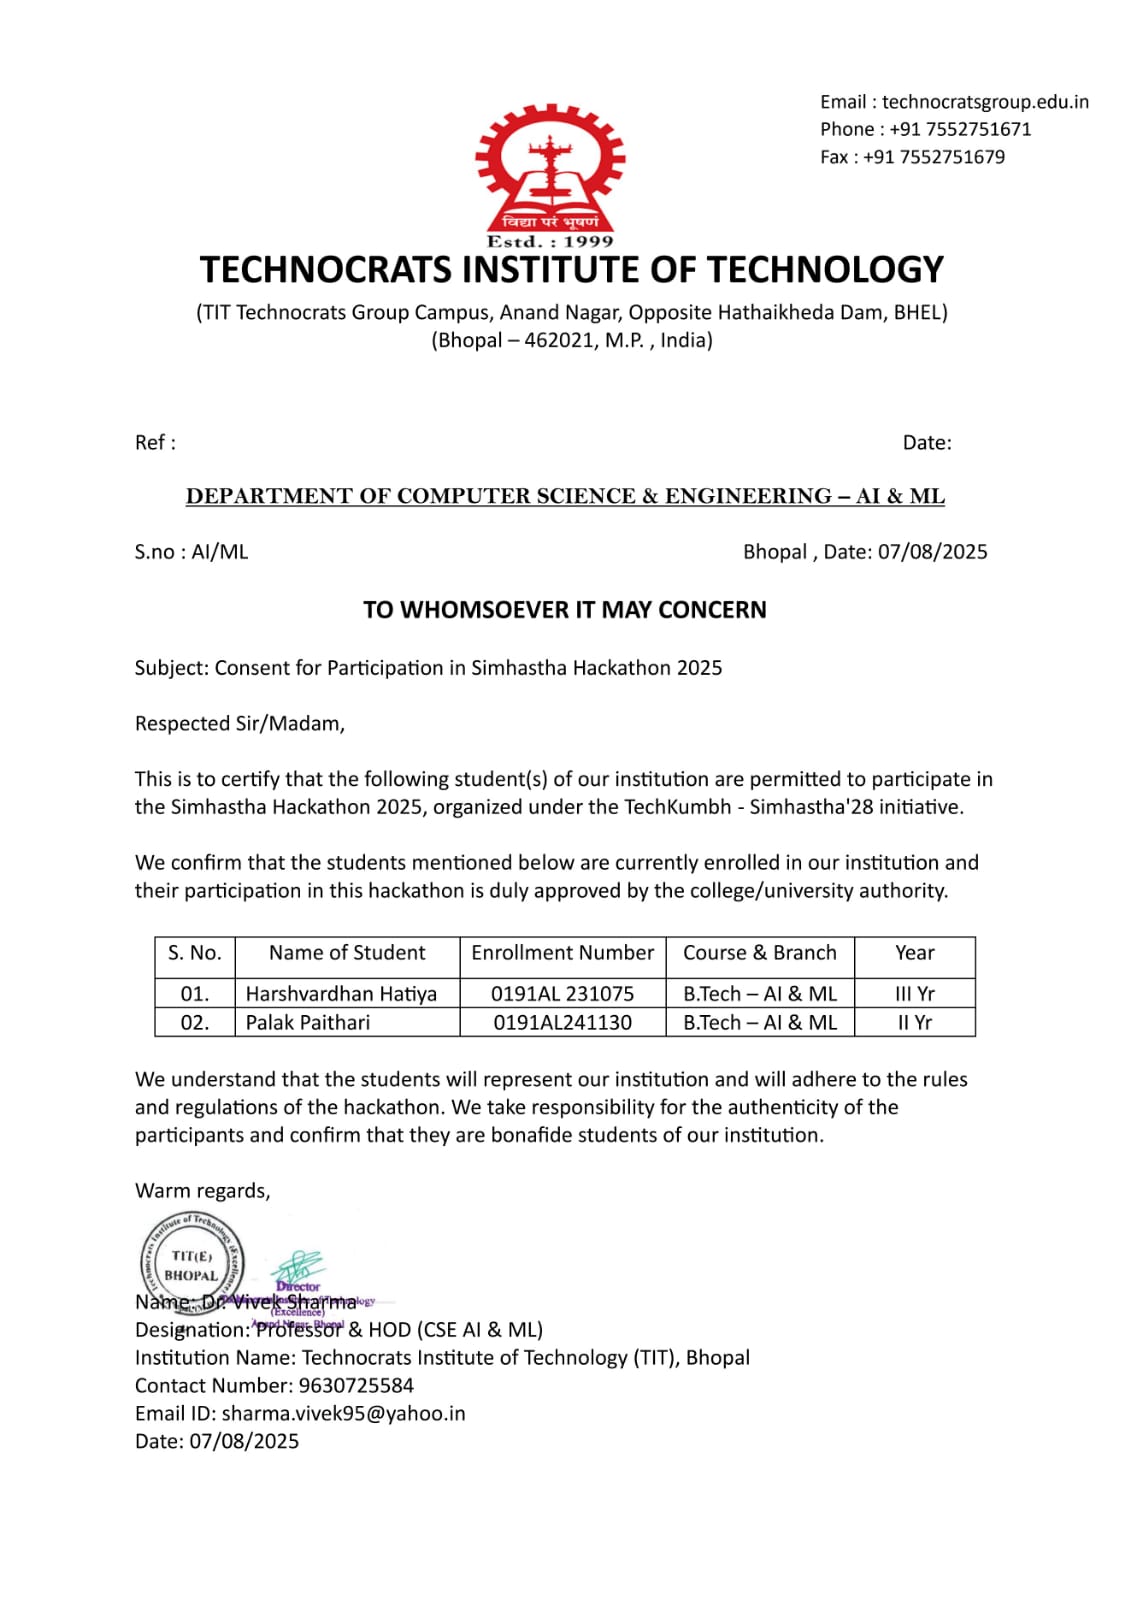 Email : technocratsgroup.edu.in
Phone : +91 7552751671
Fax : +91 7552751679
विद्या परं भूषणं
Estd. : 1999
TECHNOCRATS INSTITUTE OF TECHNOLOGY
(TIT Technocrats Group Campus, Anand Nagar, Opposite Hathaikheda Dam, BHEL)
(Bhopal – 462021, M.P. , India)
Ref : Date:
DEPARTMENT OF COMPUTER SCIENCE & ENGINEERING – AI & ML
S.no : AI/ML Bhopal , Date: 07/08/2025
TO WHOMSOEVER IT MAY CONCERN
Subject: Consent for Participation in Simhastha Hackathon 2025
Respected Sir/Madam,
This is to certify that the following student(s) of our institution are permitted to participate in
the Simhastha Hackathon 2025, organized under the TechKumbh - Simhastha'28 initiative.
We confirm that the students mentioned below are currently enrolled in our institution and
their participation in this hackathon is duly approved by the college/university authority.
S. No. Name of Student Enrollment Number Course & Branch Year
01. Harshvardhan Hatiya 0191AL 231075 B.Tech – AI & ML III Yr
02. Palak Paithari 0191AL241130 B.Tech – AI & ML II Yr
We understand that the students will represent our institution and will adhere to the rules
and regulations of the hackathon. We take responsibility for the authenticity of the
participants and confirm that they are bonafide students of our institution.
Warm regards,
Technocrats Institute of Technology (Excellence)
TIT(E)
BHOPAL
Director
Technocrats Institute of Technology
(Excellence)
Anand Nagar, Bhopal
Name: Dr. Vivek Sharma
Designation: Professor & HOD (CSE AI & ML)
Institution Name: Technocrats Institute of Technology (TIT), Bhopal
Contact Number: 9630725584
Email ID: sharma.vivek95@yahoo.in
Date: 07/08/2025